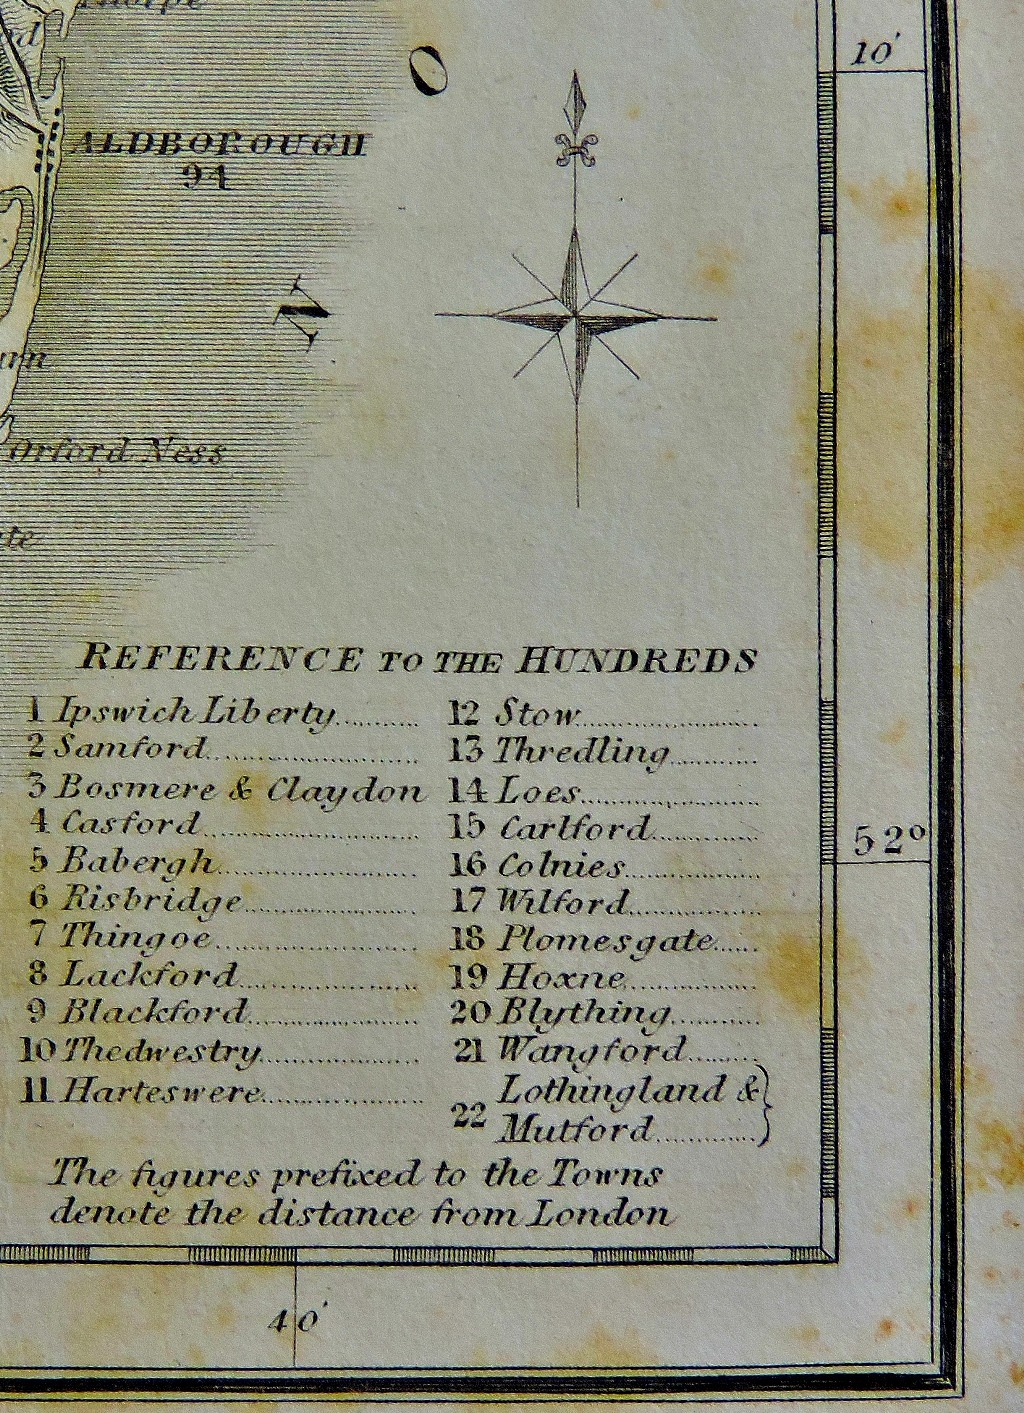 Thorpe
10'
O
ALDBOROUGH
94
N
Orford Ness
REFERENCE TO THE HUNDREDS
1 Ipswich Liberty
2 Samford
3 Bosmere & Claydon
4 Casford
5 Babergh
6 Risbridge
7 Thingoe
8 Lackford
9 Blackford
10 Thedwestry
11 Harteswere
12 Stow
13 Thredling
14 Loes
15 Carlford
16 Colnies
17 Wilford
18 Plomesgate
19 Hoxne
20 Blything
21 Wangford
22 Lothingland &
Mutford
52°
The figures prefixed to the Towns
denote the distance from London
40'